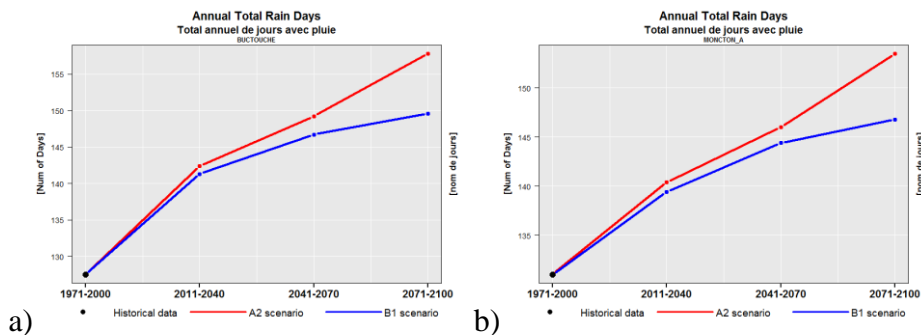 Annual Total Rain Days
Total annuel de jours avec pluie
BUCTOUCHE
[Num of Days]
155
150
145
140
135
130
[nom de jours]
1971-2000 2011-2040 2041-2070 2071-2100
Historical data A2 scenario B1 scenario
a)
Annual Total Rain Days
Total annuel de jours avec pluie
MONCTON_A
[Num of Days]
150
145
140
135
[nom de jours]
1971-2000 2011-2040 2041-2070 2071-2100
Historical data A2 scenario B1 scenario
b)